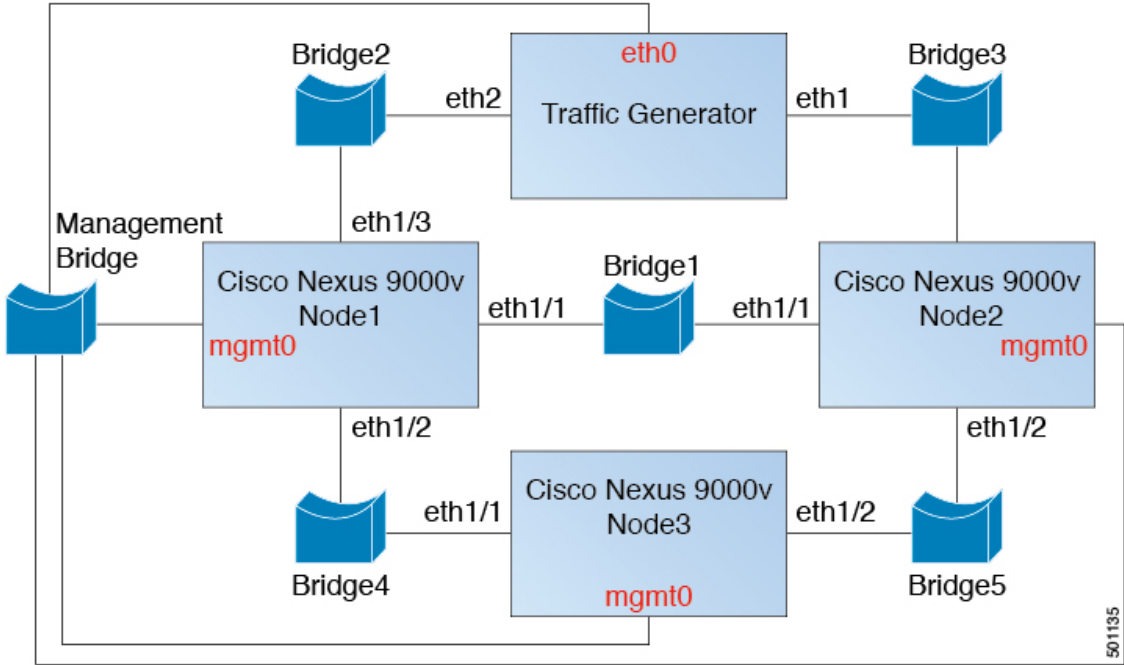 Bridge2
eth0
Bridge3
eth2
Traffic Generator
eth1
Management
Bridge
eth1/3
Cisco Nexus 9000v
Node1
mgmt0
eth1/1
Bridge1
eth1/1
Cisco Nexus 9000v
Node2
mgmt0
eth1/2
eth1/2
Cisco Nexus 9000v
Node3
eth1/1
eth1/2
mgmt0
Bridge4
Bridge5
501135